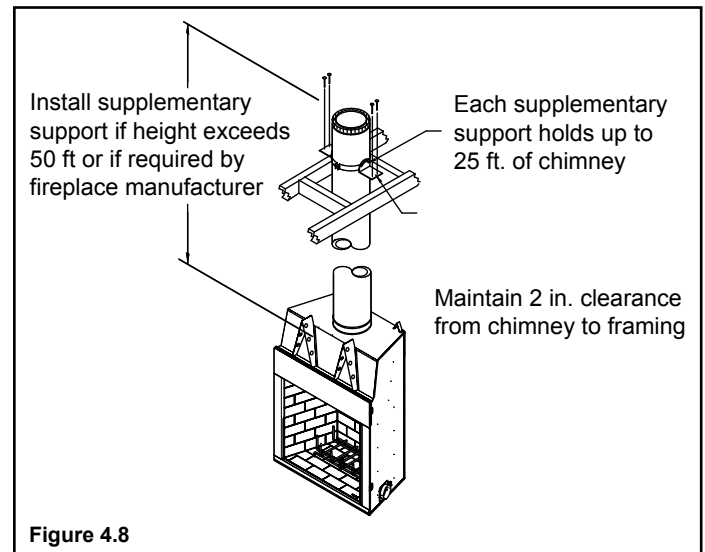 Install supplementary
support if height exceeds
50 ft or if required by
fireplace manufacturer
Each supplementary
support holds up to
25 ft. of chimney
Maintain 2 in. clearance
from chimney to framing
Figure 4.8